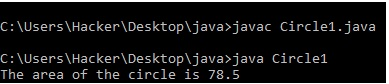 C:\Users\Hacker\Desktop\java>javac Circle1.java
C:\Users\Hacker\Desktop\java>java Circle1
The area of the circle is 78.5